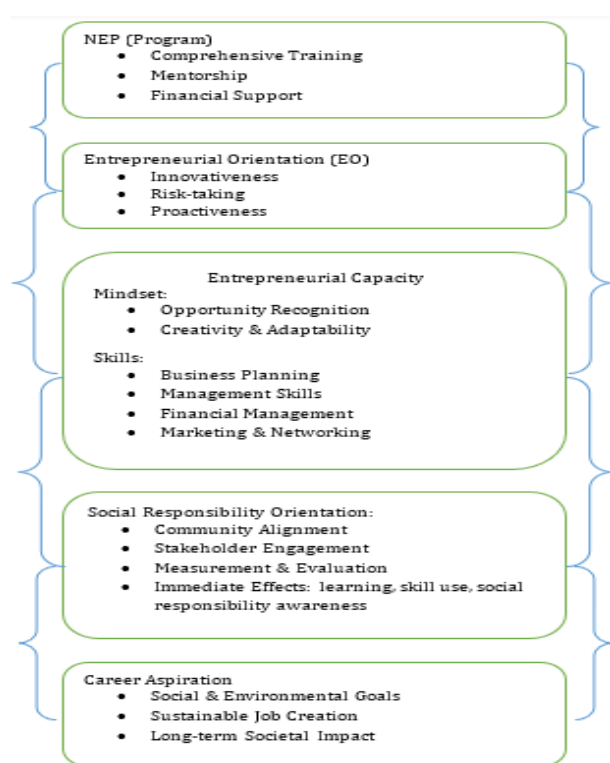 NEP (Program)
• Comprehensive Training
• Mentorship
• Financial Support
Entrepreneurial Orientation (EO)
• Innovativeness
• Risk-taking
• Proactiveness
Entrepreneurial Capacity
Mindset:
• Opportunity Recognition
• Creativity & Adaptability
Skills:
• Business Planning
• Management Skills
• Financial Management
• Marketing & Networking
Social Responsibility Orientation:
• Community Alignment
• Stakeholder Engagement
• Measurement & Evaluation
• Immediate Effects: learning, skill use, social
responsibility awareness
Career Aspiration
• Social & Environmental Goals
• Sustainable Job Creation
• Long-term Societal Impact